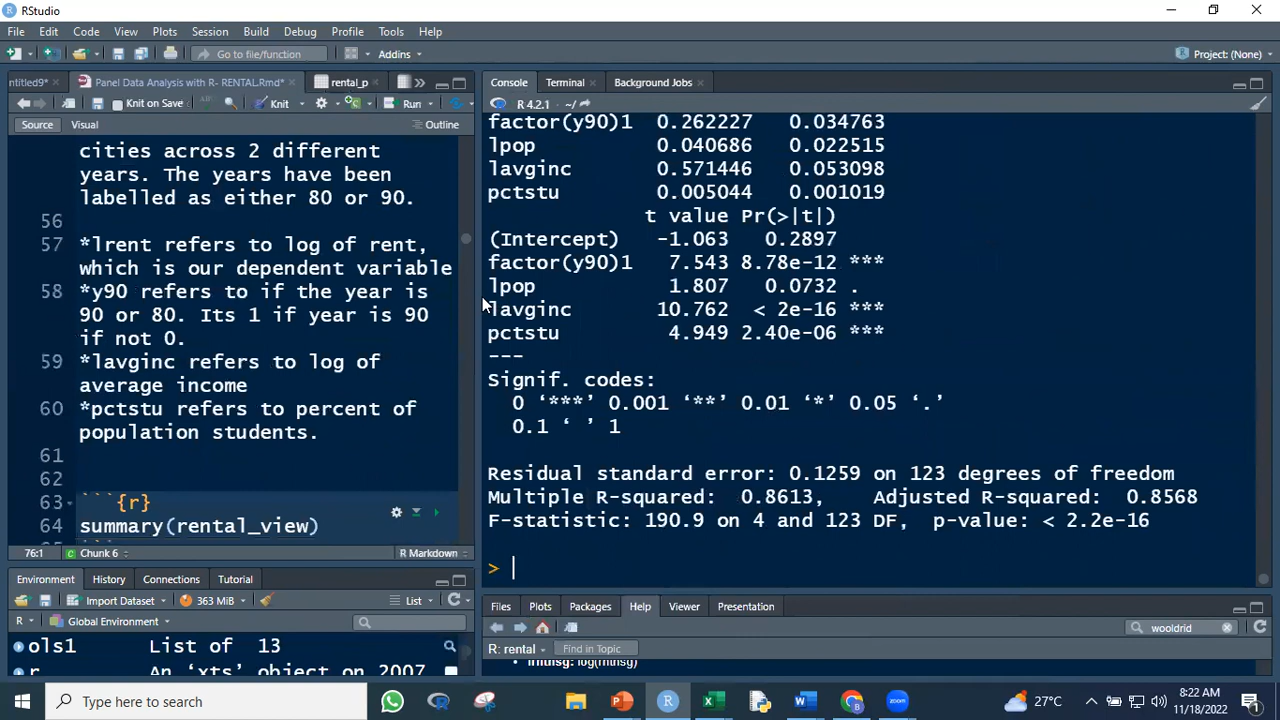 RStudio
File Edit Code View Plots Session Build Debug Profile Tools Help
Go to file/function Addins Project: (None)
ntitled9* Panel Data Analysis with R- RENTAL.Rmd* rental_p
Knit on Save Knit Run
Source Visual Outline
cities across 2 different
years. The years have been
labelled as either 80 or 90.
56
57 *lrent refers to log of rent,
which is our dependent variable
58 *y90 refers to if the year is
90 or 80. Its 1 if year is 90
if not 0.
59 *lavginc refers to log of
average income
60 *pctstu refers to percent of
population students.
61
62
63 ```{r}
64 summary(rental_view)
76:1 Chunk 6 R Markdown
Environment History Connections Tutorial
Import Dataset 363 MiB List
R Global Environment
ols1 List of 13
r An ‘xts’ object on 2007
Console Terminal Background Jobs
R 4.2.1 · ~/
factor(y90)1 0.262227 0.034763
lpop 0.040686 0.022515
lavginc 0.571446 0.053098
pctstu 0.005044 0.001019
t value Pr(>|t|)
(Intercept) -1.063 0.2897
factor(y90)1 7.543 8.78e-12 ***
lpop 1.807 0.0732 .
lavginc 10.762 < 2e-16 ***
pctstu 4.949 2.40e-06 ***
---
Signif. codes:
0 ‘***’ 0.001 ‘**’ 0.01 ‘*’ 0.05 ‘.’
0.1 ‘ ’ 1
Residual standard error: 0.1259 on 123 degrees of freedom
Multiple R-squared: 0.8613, Adjusted R-squared: 0.8568
F-statistic: 190.9 on 4 and 123 DF, p-value: < 2.2e-16
>
Files Plots Packages Help Viewer Presentation
wooldrid
R: rental Find in Topic
log(rnthsg)
Type here to search
27°C
8:22 AM
11/18/2022